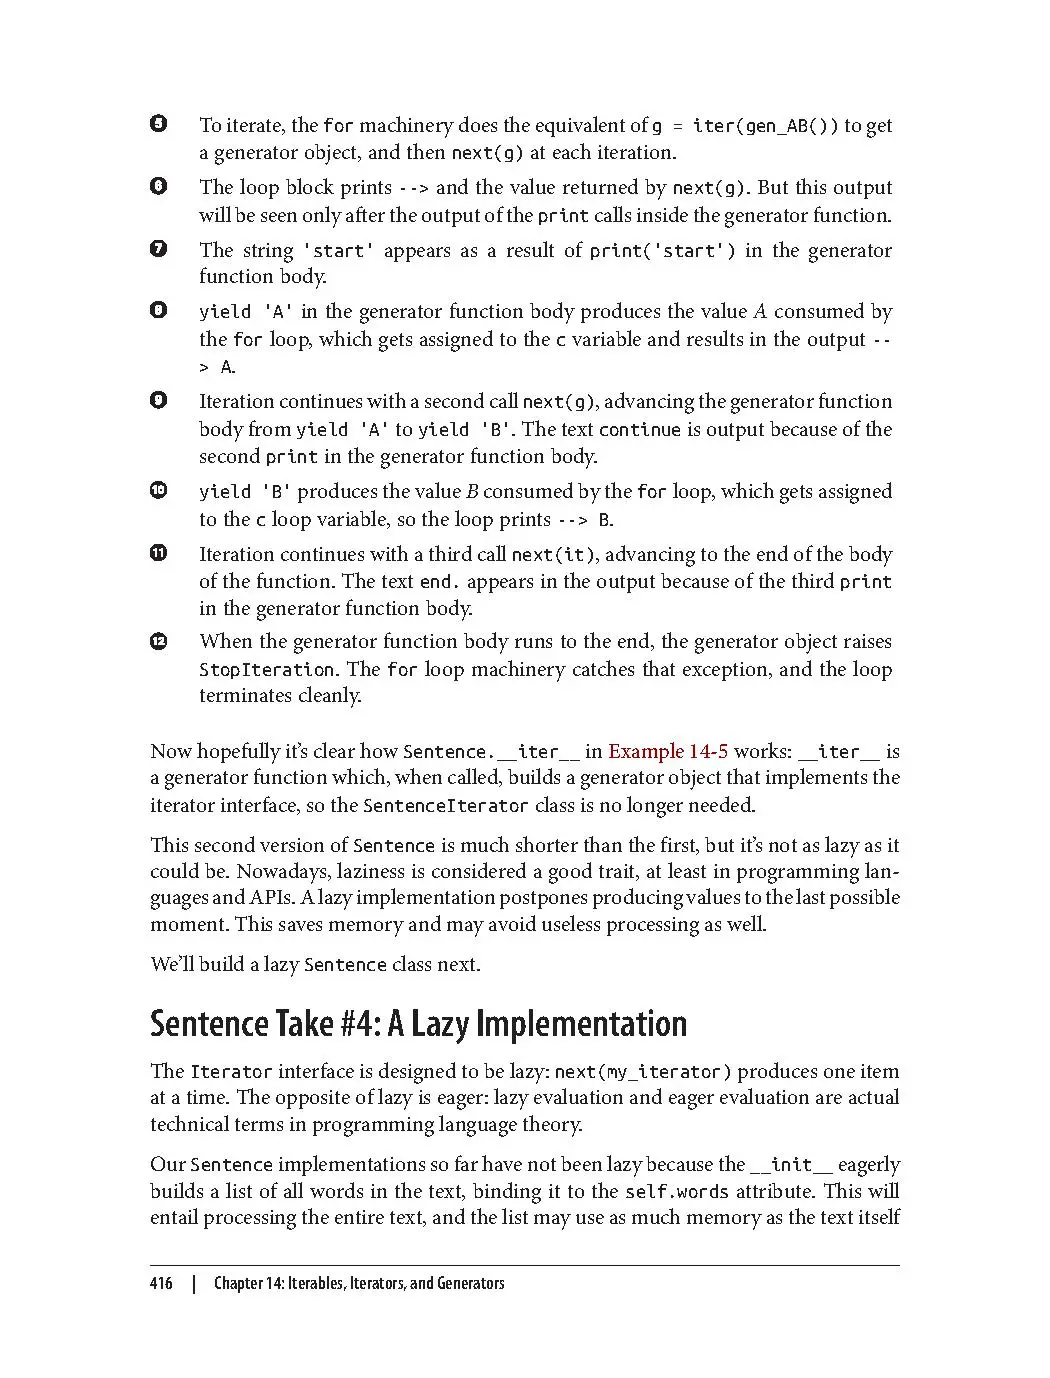 5 To iterate, the for machinery does the equivalent of g = iter(gen_AB()) to get
a generator object, and then next(g) at each iteration.
6 The loop block prints --> and the value returned by next(g). But this output
will be seen only after the output of the print calls inside the generator function.
7 The string 'start' appears as a result of print('start') in the generator
function body.
8 yield 'A' in the generator function body produces the value A consumed by
the for loop, which gets assigned to the c variable and results in the output --
> A.
9 Iteration continues with a second call next(g), advancing the generator function
body from yield 'A' to yield 'B'. The text continue is output because of the
second print in the generator function body.
10 yield 'B' produces the value B consumed by the for loop, which gets assigned
to the c loop variable, so the loop prints --> B.
11 Iteration continues with a third call next(it), advancing to the end of the body
of the function. The text end. appears in the output because of the third print
in the generator function body.
12 When the generator function body runs to the end, the generator object raises
StopIteration. The for loop machinery catches that exception, and the loop
terminates cleanly.
Now hopefully it's clear how Sentence.__iter__ in Example 14-5 works: __iter__ is
a generator function which, when called, builds a generator object that implements the
iterator interface, so the SentenceIterator class is no longer needed.
This second version of Sentence is much shorter than the first, but it's not as lazy as it
could be. Nowadays, laziness is considered a good trait, at least in programming lan-
guages and APIs. A lazy implementation postpones producing values to the last possible
moment. This saves memory and may avoid useless processing as well.
We'll build a lazy Sentence class next.
Sentence Take #4: A Lazy Implementation
The Iterator interface is designed to be lazy: next(my_iterator) produces one item
at a time. The opposite of lazy is eager: lazy evaluation and eager evaluation are actual
technical terms in programming language theory.
Our Sentence implementations so far have not been lazy because the __init__ eagerly
builds a list of all words in the text, binding it to the self.words attribute. This will
entail processing the entire text, and the list may use as much memory as the text itself
416 | Chapter 14: Iterables, Iterators, and Generators